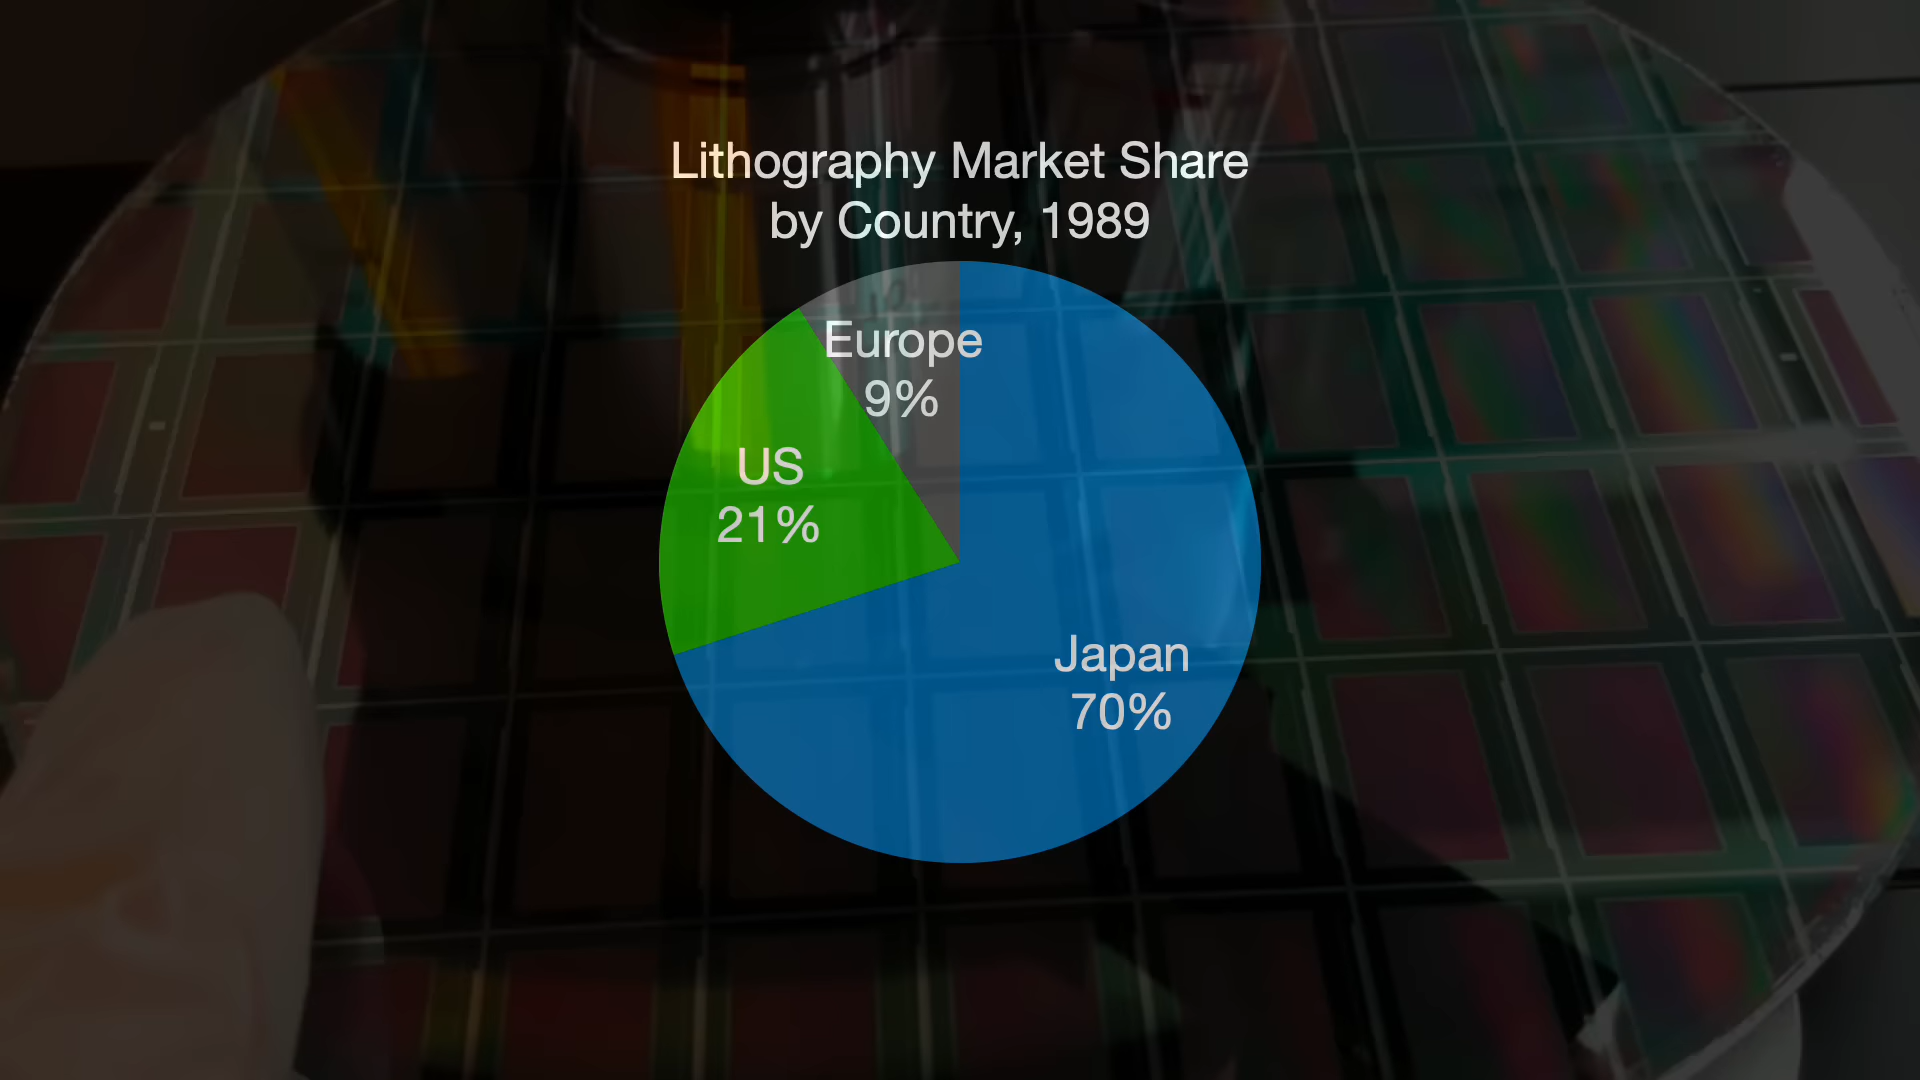 Lithography Market Share
by Country, 1989
Europe
9%
US
21%
Japan
70%